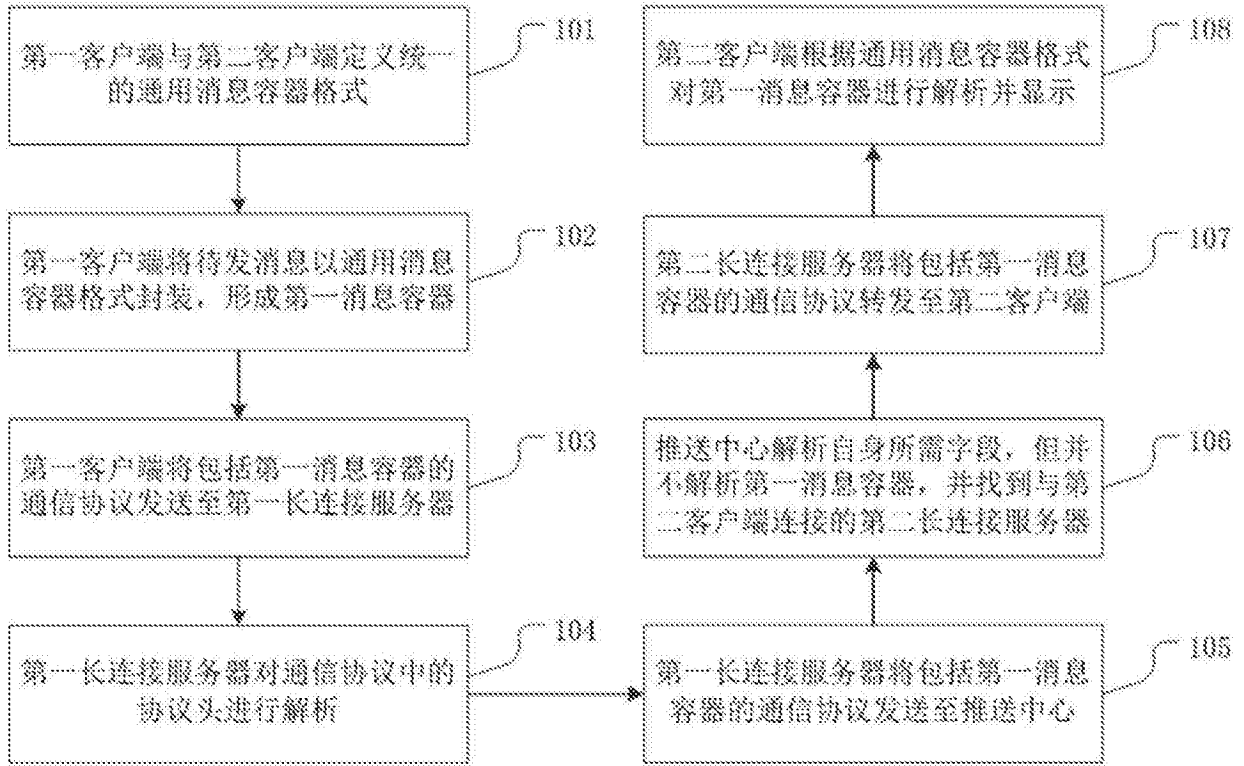 第一客户端与第二客户端定义统一
的通用消息容器格式
101
第一客户端将待发消息以通用消息
容器格式封装，形成第一消息容器
102
第一客户端将包括第一消息容器的
通信协议发送至第一长连接服务器
103
第一长连接服务器对通信协议中的
协议头进行解析
104
第一长连接服务器将包括第一消息
容器的通信协议发送至推送中心
105
推送中心解析自身所需字段，但并
不解析第一消息容器，并找到与第
二客户端连接的第二长连接服务器
106
第二长连接服务器将包括第一消息
容器的通信协议转发至第二客户端
107
第二客户端根据通用消息容器格式
对第一消息容器进行解析并显示
108